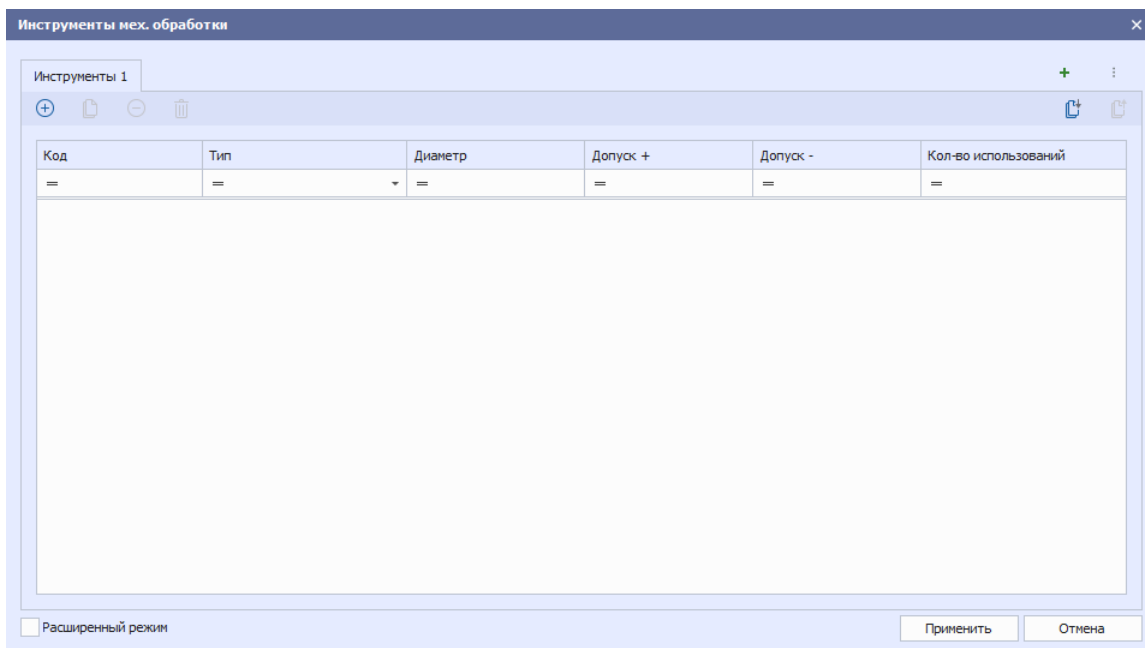 Инструменты мех. обработки
Инструменты 1
Код Тип Диаметр Допуск + Допуск - Кол-во использований
= = = = = =
Расширенный режим Применить Отмена